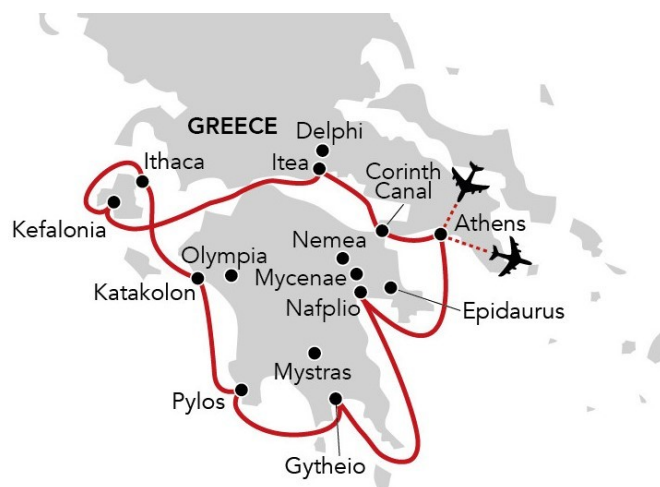 GREECE
Delphi
Itea
Ithaca
Corinth
Canal
Kefalonia
Athens
Nemea
Olympia
Mycenae
Katakolon
Nafplio
Epidaurus
Mystras
Pylos
Gytheio